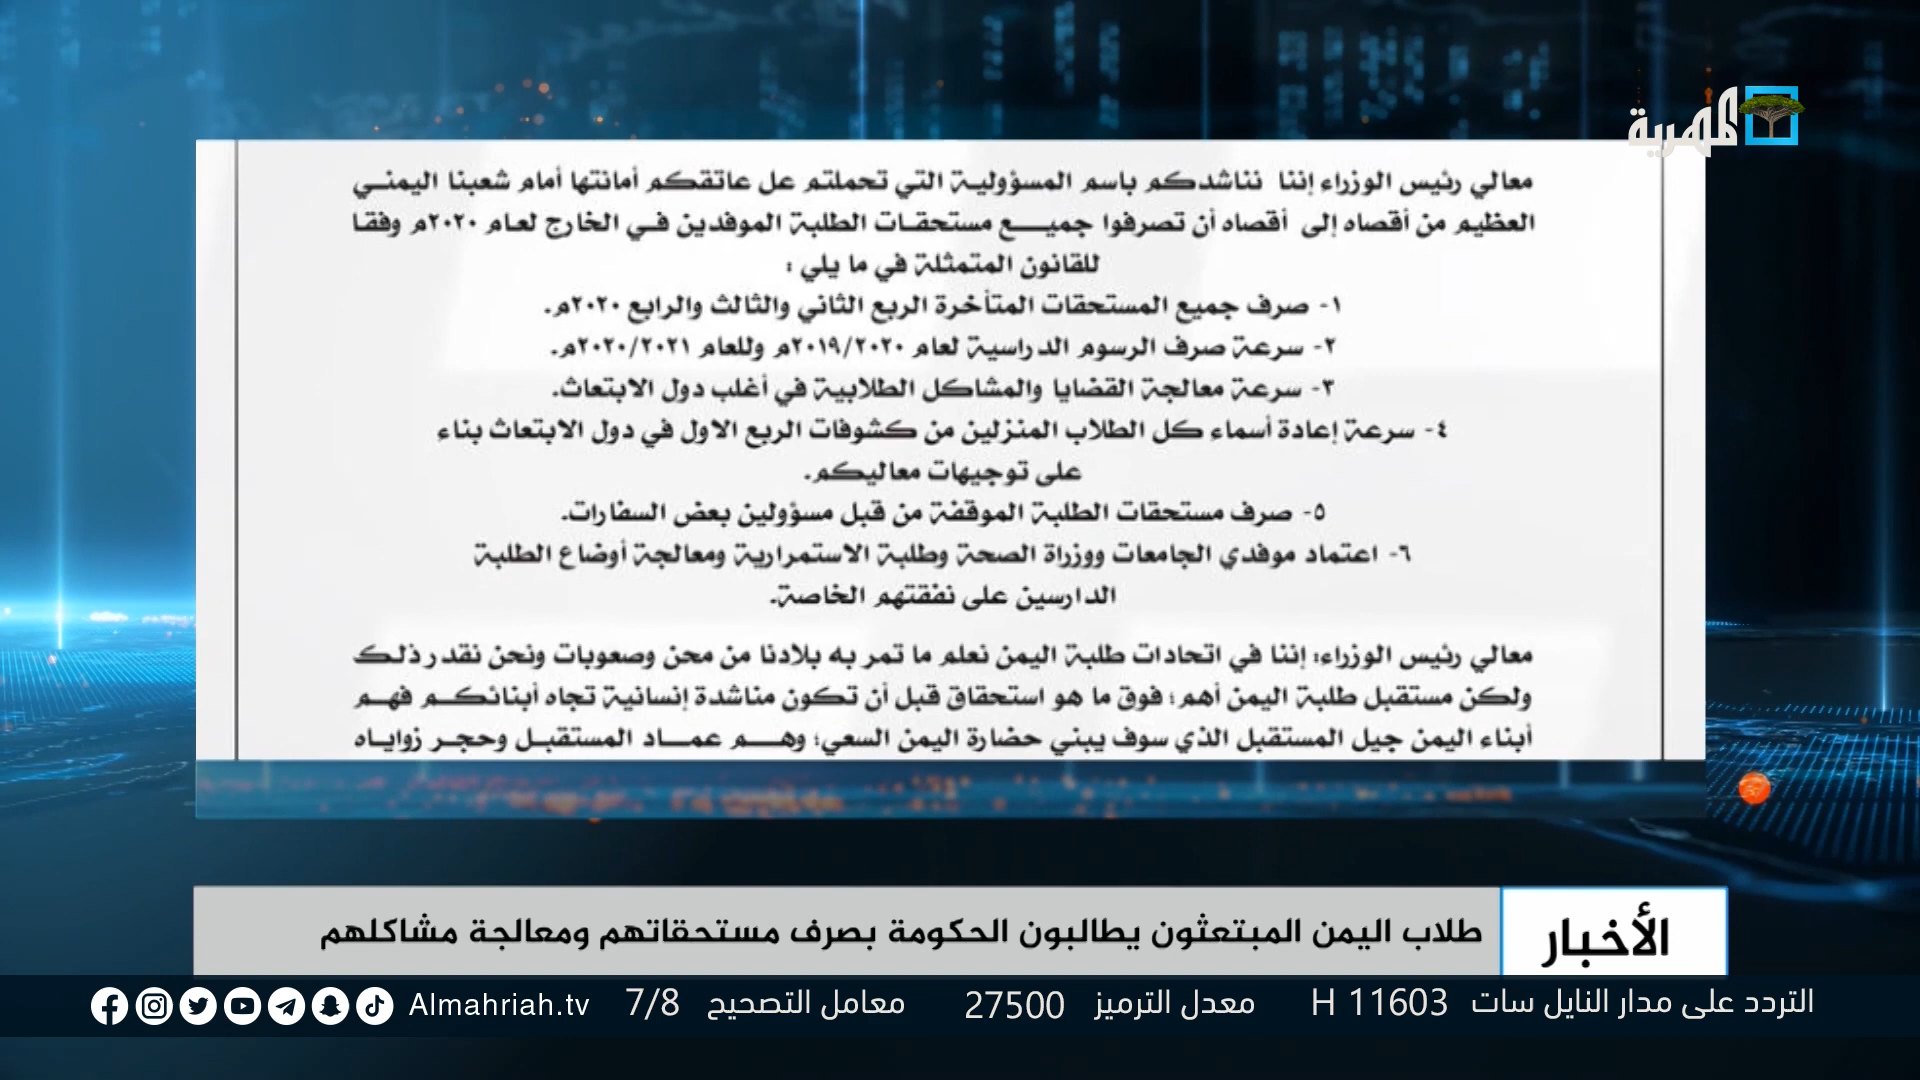 المهرية
معالي رئيس الوزراء إننا نناشدكم باسم المسؤولية التي تحملتم عل عاتقكم أمانتها أمام شعبنا اليمني
العظيم من أقصاه إلى أقصاه أن تصرفوا جميع مستحقات الطلبة الموفدين في الخارج لعام ٢٠٢٠م وفقا
للقانون المتمثلة في ما يلي :
١- صرف جميع المستحقات المتأخرة الربع الثاني والثالث والرابع ٢٠٢٠م.
٢- سرعة صرف الرسوم الدراسية لعام ٢٠١٩/٢٠٢٠م وللعام ٢٠٢٠/٢٠٢١م.
٣- سرعة معالجة القضايا والمشاكل الطلابية في أغلب دول الابتعاث.
٤- سرعة إعادة أسماء كل الطلاب المنزلين من كشوفات الربع الاول في دول الابتعاث بناء
على توجيهات معاليكم.
٥- صرف مستحقات الطلبة الموقفة من قبل مسؤولين بعض السفارات.
٦- اعتماد موفدي الجامعات ووزراة الصحة وطلبة الاستمرارية ومعالجة أوضاع الطلبة
الدارسين على نفقتهم الخاصة.
معالي رئيس الوزراء: إننا في اتحادات طلبة اليمن نعلم ما تمر به بلادنا من محن وصعوبات ونحن نقدر ذلك
ولكن مستقبل طلبة اليمن أهم؛ فوق ما هو استحقاق قبل أن تكون مناشدة إنسانية تجاه أبنائكم فهم
أبناء اليمن جيل المستقبل الذي سوف يبني حضارة اليمن السعي؛ وهم عماد المستقبل وحجر زواياه
الأخبار
طلاب اليمن المبتعثون يطالبون الحكومة بصرف مستحقاتهم ومعالجة مشاكلهم
التردد على مدار النايل سات H 11603 معدل الترميز 27500 معامل التصحيح 7/8 Almahriah.tv